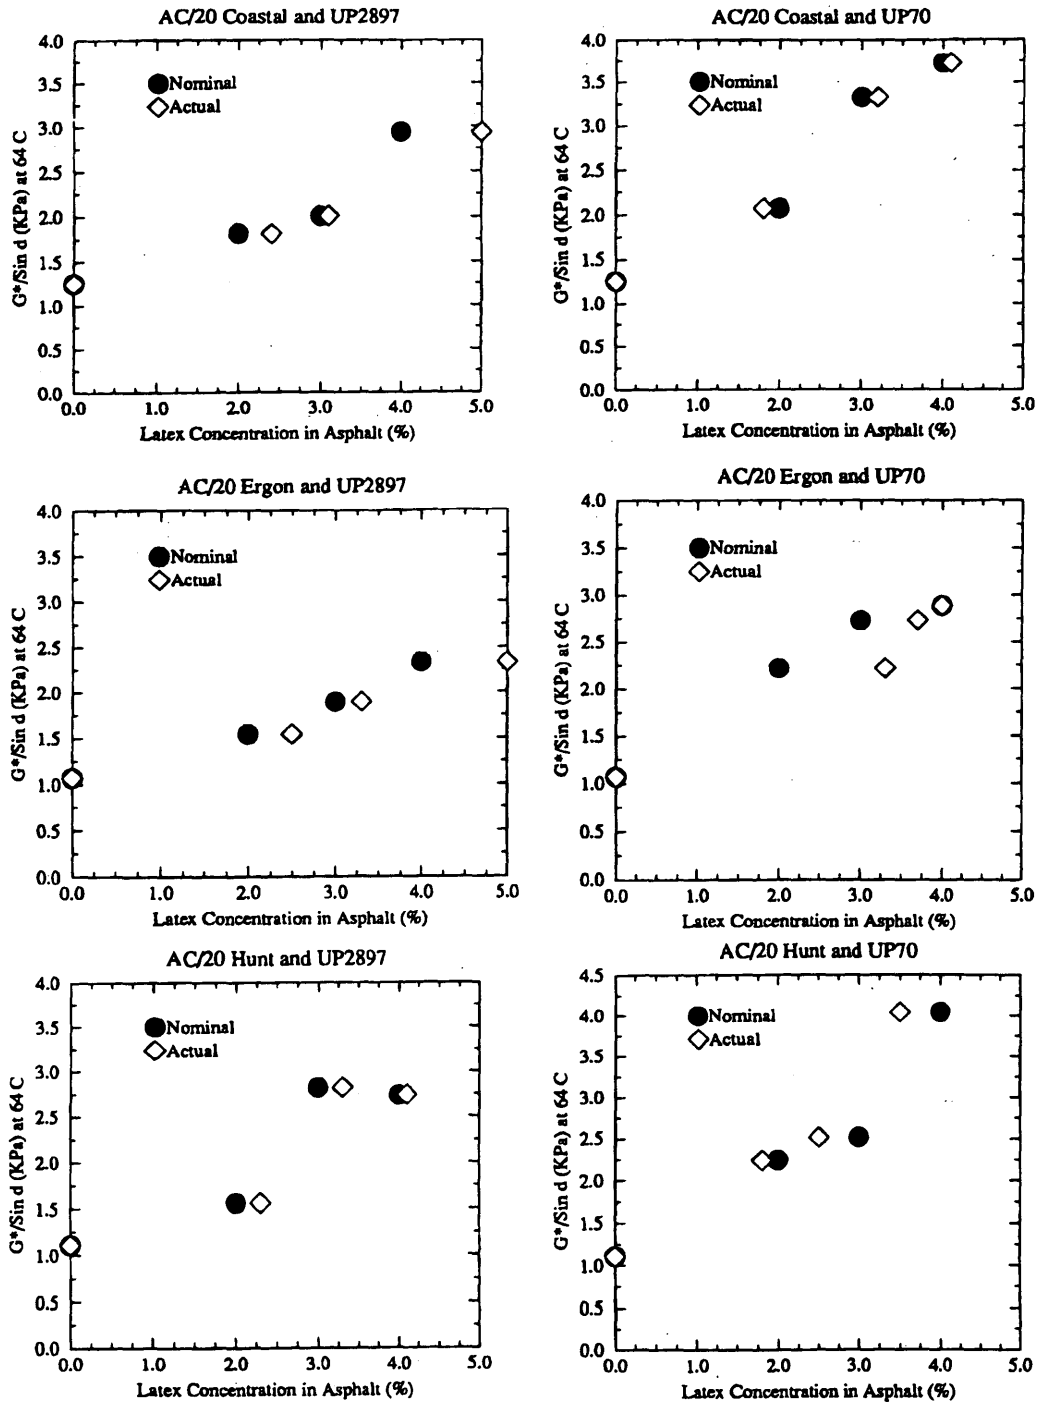 AC/20 Coastal and UP2897
4.0
3.5
3.0
2.5
2.0
1.5
1.0
0.5
0.0
G*/Sin d (KPa) at 64 C
Nominal
Actual
0.0 1.0 2.0 3.0 4.0 5.0
Latex Concentration in Asphalt (%)
AC/20 Coastal and UP70
4.0
3.5
3.0
2.5
2.0
1.5
1.0
0.5
0.0
G*/Sin d (KPa) at 64 C
Nominal
Actual
0.0 1.0 2.0 3.0 4.0 5.0
Latex Concentration in Asphalt (%)
AC/20 Ergon and UP2897
4.0
3.5
3.0
2.5
2.0
1.5
1.0
0.5
0.0
G*/Sin d (KPa) at 64 C
Nominal
Actual
0.0 1.0 2.0 3.0 4.0 5.0
Latex Concentration in Asphalt (%)
AC/20 Ergon and UP70
4.0
3.5
3.0
2.5
2.0
1.5
1.0
0.5
0.0
G*/Sin d (KPa) at 64 C
Nominal
Actual
0.0 1.0 2.0 3.0 4.0 5.0
Latex Concentration in Asphalt (%)
AC/20 Hunt and UP2897
4.0
3.5
3.0
2.5
2.0
1.5
1.0
0.5
0.0
G*/Sin d (KPa) at 64 C
Nominal
Actual
0.0 1.0 2.0 3.0 4.0 5.0
Latex Concentration in Asphalt (%)
AC/20 Hunt and UP70
4.5
4.0
3.5
3.0
2.5
2.0
1.5
1.0
0.5
0.0
G*/Sin d (KPa) at 64 C
Nominal
Actual
0.0 1.0 2.0 3.0 4.0 5.0
Latex Concentration in Asphalt (%)